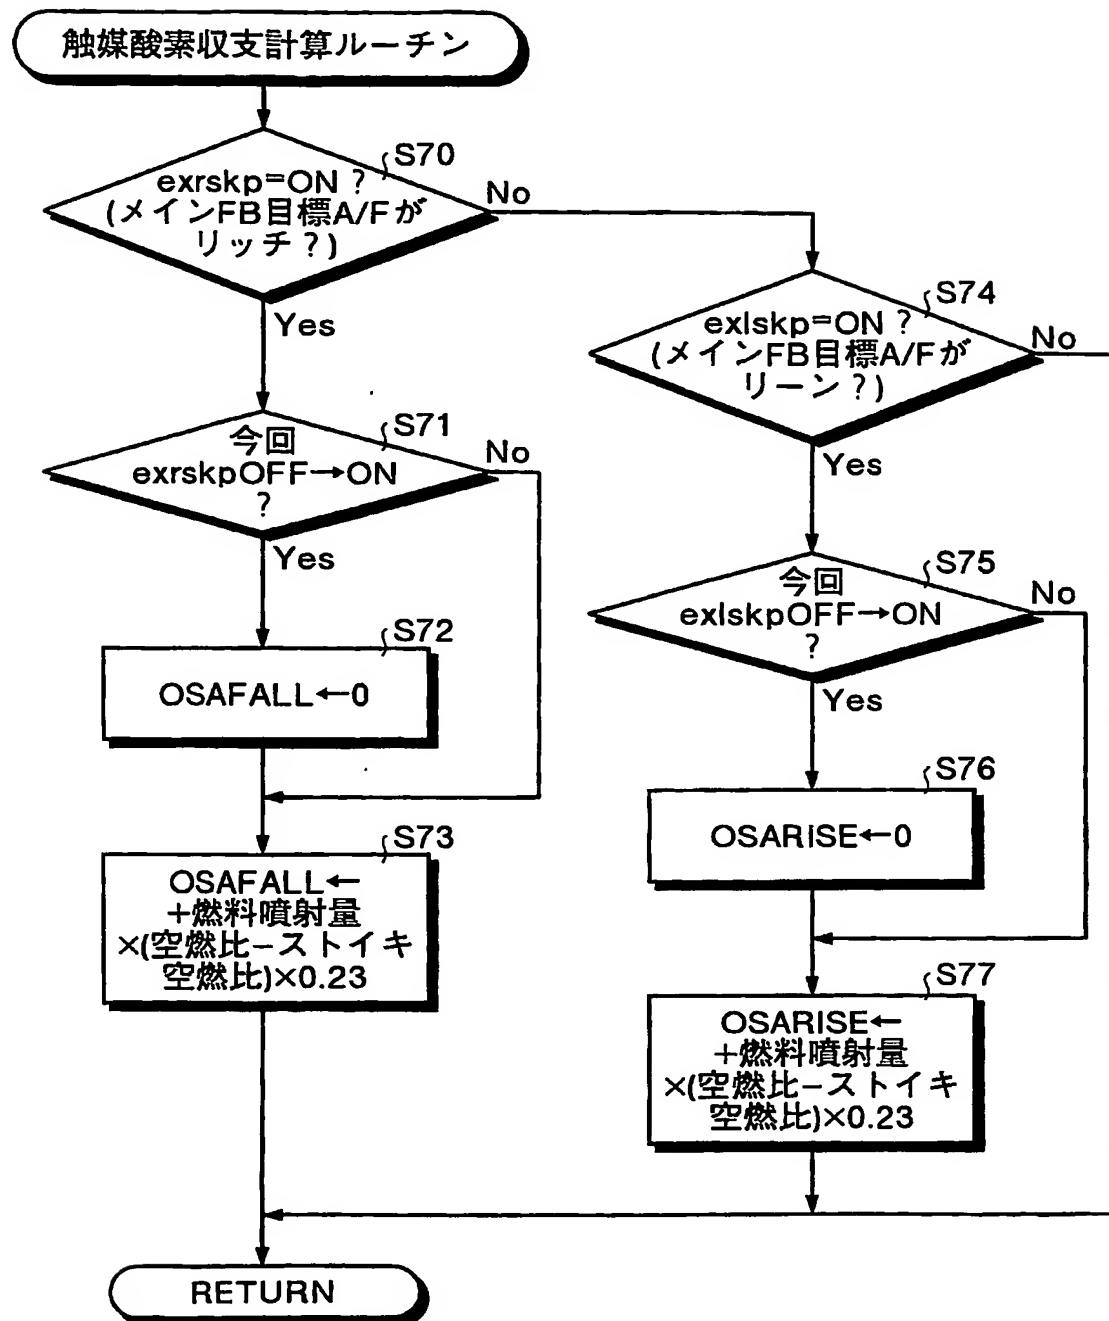 触媒酸素収支計算ルーチン
S70
exrskp=ON ?
(メインFB目標A/Fが
リッチ?)
No
Yes
S71
今回
exrskpOFF→ON
?
No
Yes
S72
OSAFALL←0
S73
OSAFALL←
+燃料噴射量
×(空燃比−ストイキ
空燃比)×0.23
S74
exlskp=ON ?
(メインFB目標A/Fが
リーン?)
No
Yes
S75
今回
exlskpOFF→ON
?
No
Yes
S76
OSARISE←0
S77
OSARISE←
+燃料噴射量
×(空燃比−ストイキ
空燃比)×0.23
RETURN